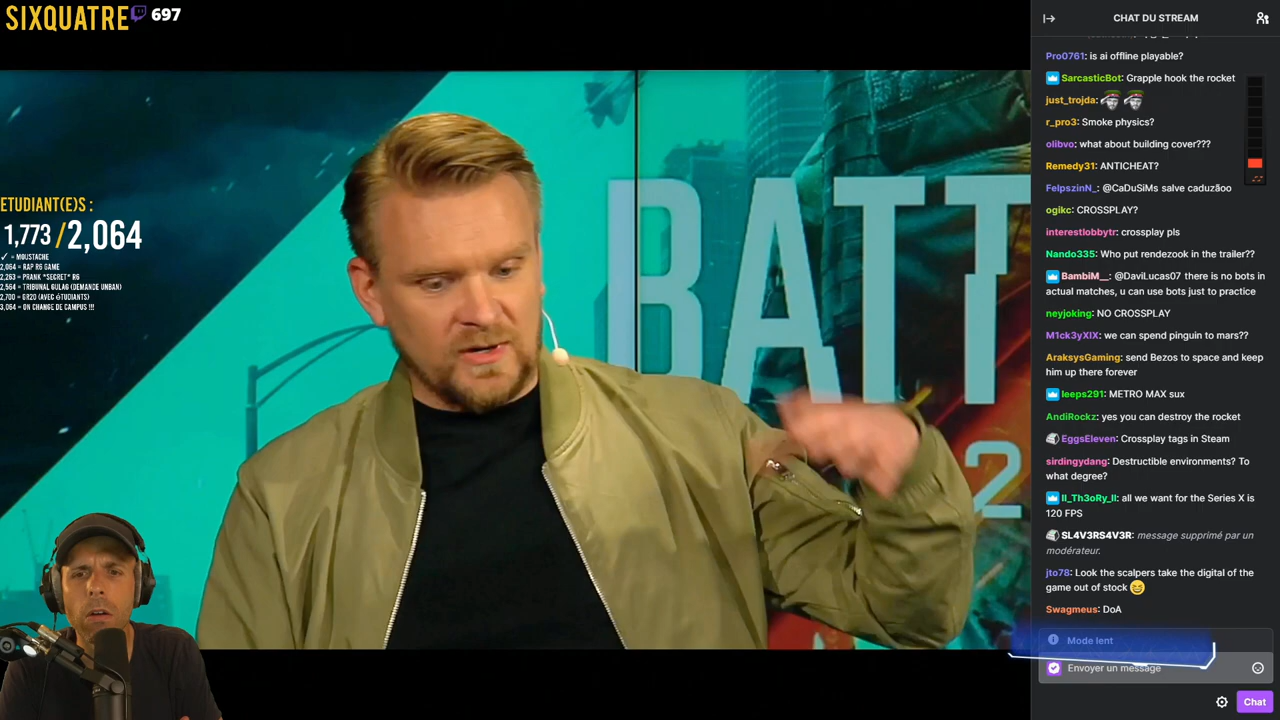 SIXQUATRE 697
ETUDIANT(E)S :
1,773 /2,064
✓ = MOUSTACHE
2,064 = RAP R6 GAME
2,263 = PRANK *SECRET* R6
2,564 = TRIBUNAL GULAG (DEMANDE UNBAN)
2,700 = GR20 (AVEC ÉTUDIANTS)
3,064 = ON CHANGE DE CAMPUS !!!
BATT
2
CHAT DU STREAM
Pro0761: is ai offline playable?
SarcasticBot: Grapple hook the rocket
just_trojda:
r_pro3: Smoke physics?
olibvo: what about building cover???
Remedy31: ANTICHEAT?
FelpszinN_: @CaDuSiMs salve caduzãoo
ogikc: CROSSPLAY?
interestlobbytr: crossplay pls
Nando335: Who put rendezook in the trailer??
BambiM__: @DaviLucas07 there is no bots in
actual matches, u can use bots just to practice
neyjoking: NO CROSSPLAY
M1ck3yXIX: we can spend pinguin to mars??
AraksysGaming: send Bezos to space and keep
him up there forever
leeps291: METRO MAX sux
AndiRockz: yes you can destroy the rocket
EggsEleven: Crossplay tags in Steam
sirdingydang: Destructible environments? To
what degree?
ll_Th3oRy_ll: all we want for the Series X is
120 FPS
SL4V3RS4V3R: message supprimé par un
modérateur.
jto78: Look the scalpers take the digital of the
game out of stock
Swagmeus: DoA
Mode lent
Envoyer un message
Chat